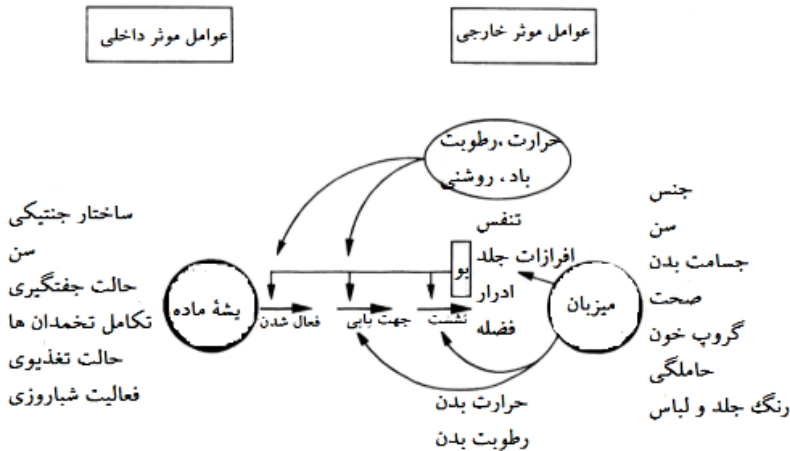 عوامل موثر خارجی
عوامل موثر داخلی
حرارت ،رطوبت
باد ، روشنی
جنس
سن
جسامت بدن
صحت
گروپ خون
حاملگی
رنگ جلد و لباس
میزبان
تنفس
افرازات جلد
ادرار
فضله
بو
نشست
جهت یابی
فعال شدن
حرارت بدن
رطوبت بدن
پشۀ ماده
ساختار جنتیکی
سن
حالت جفتگیری
تکامل تخمدان ها
حالت تغذیوی
فعالیت شباروزی